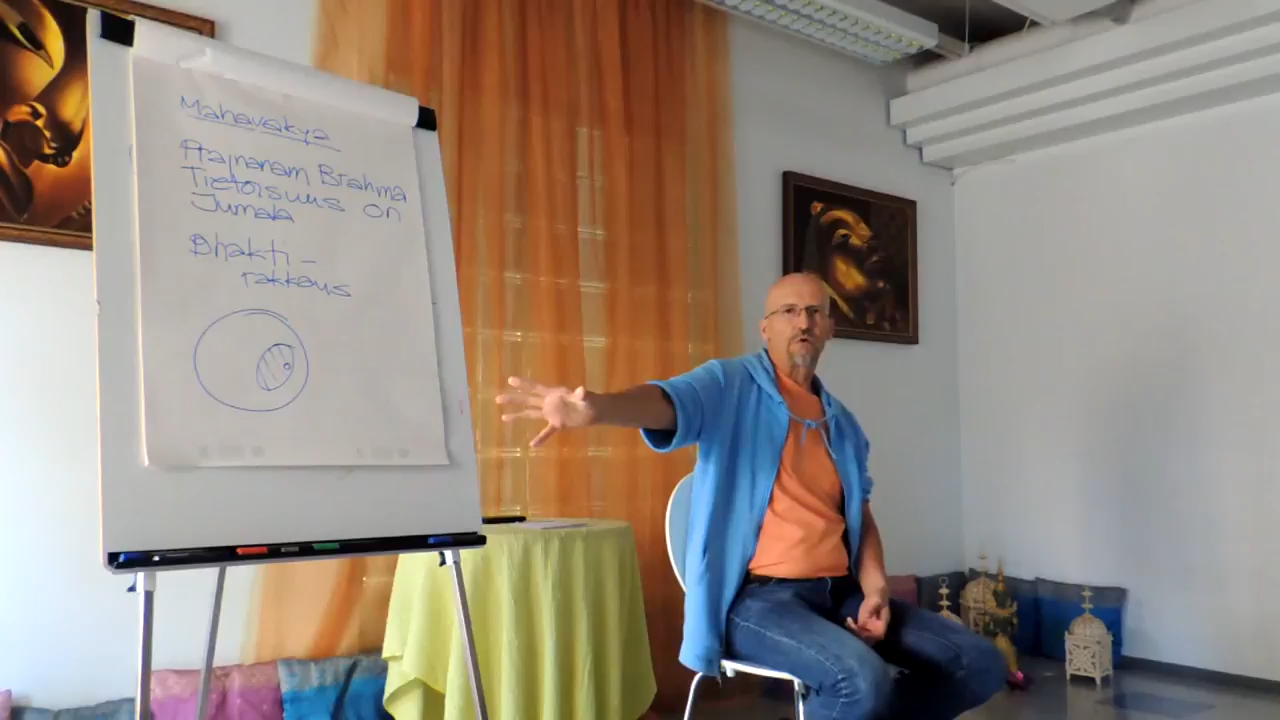 Mahavakya
Prajnanam Brahma
Tietoisuus on
Jumala
Bhakti -
rakkaus